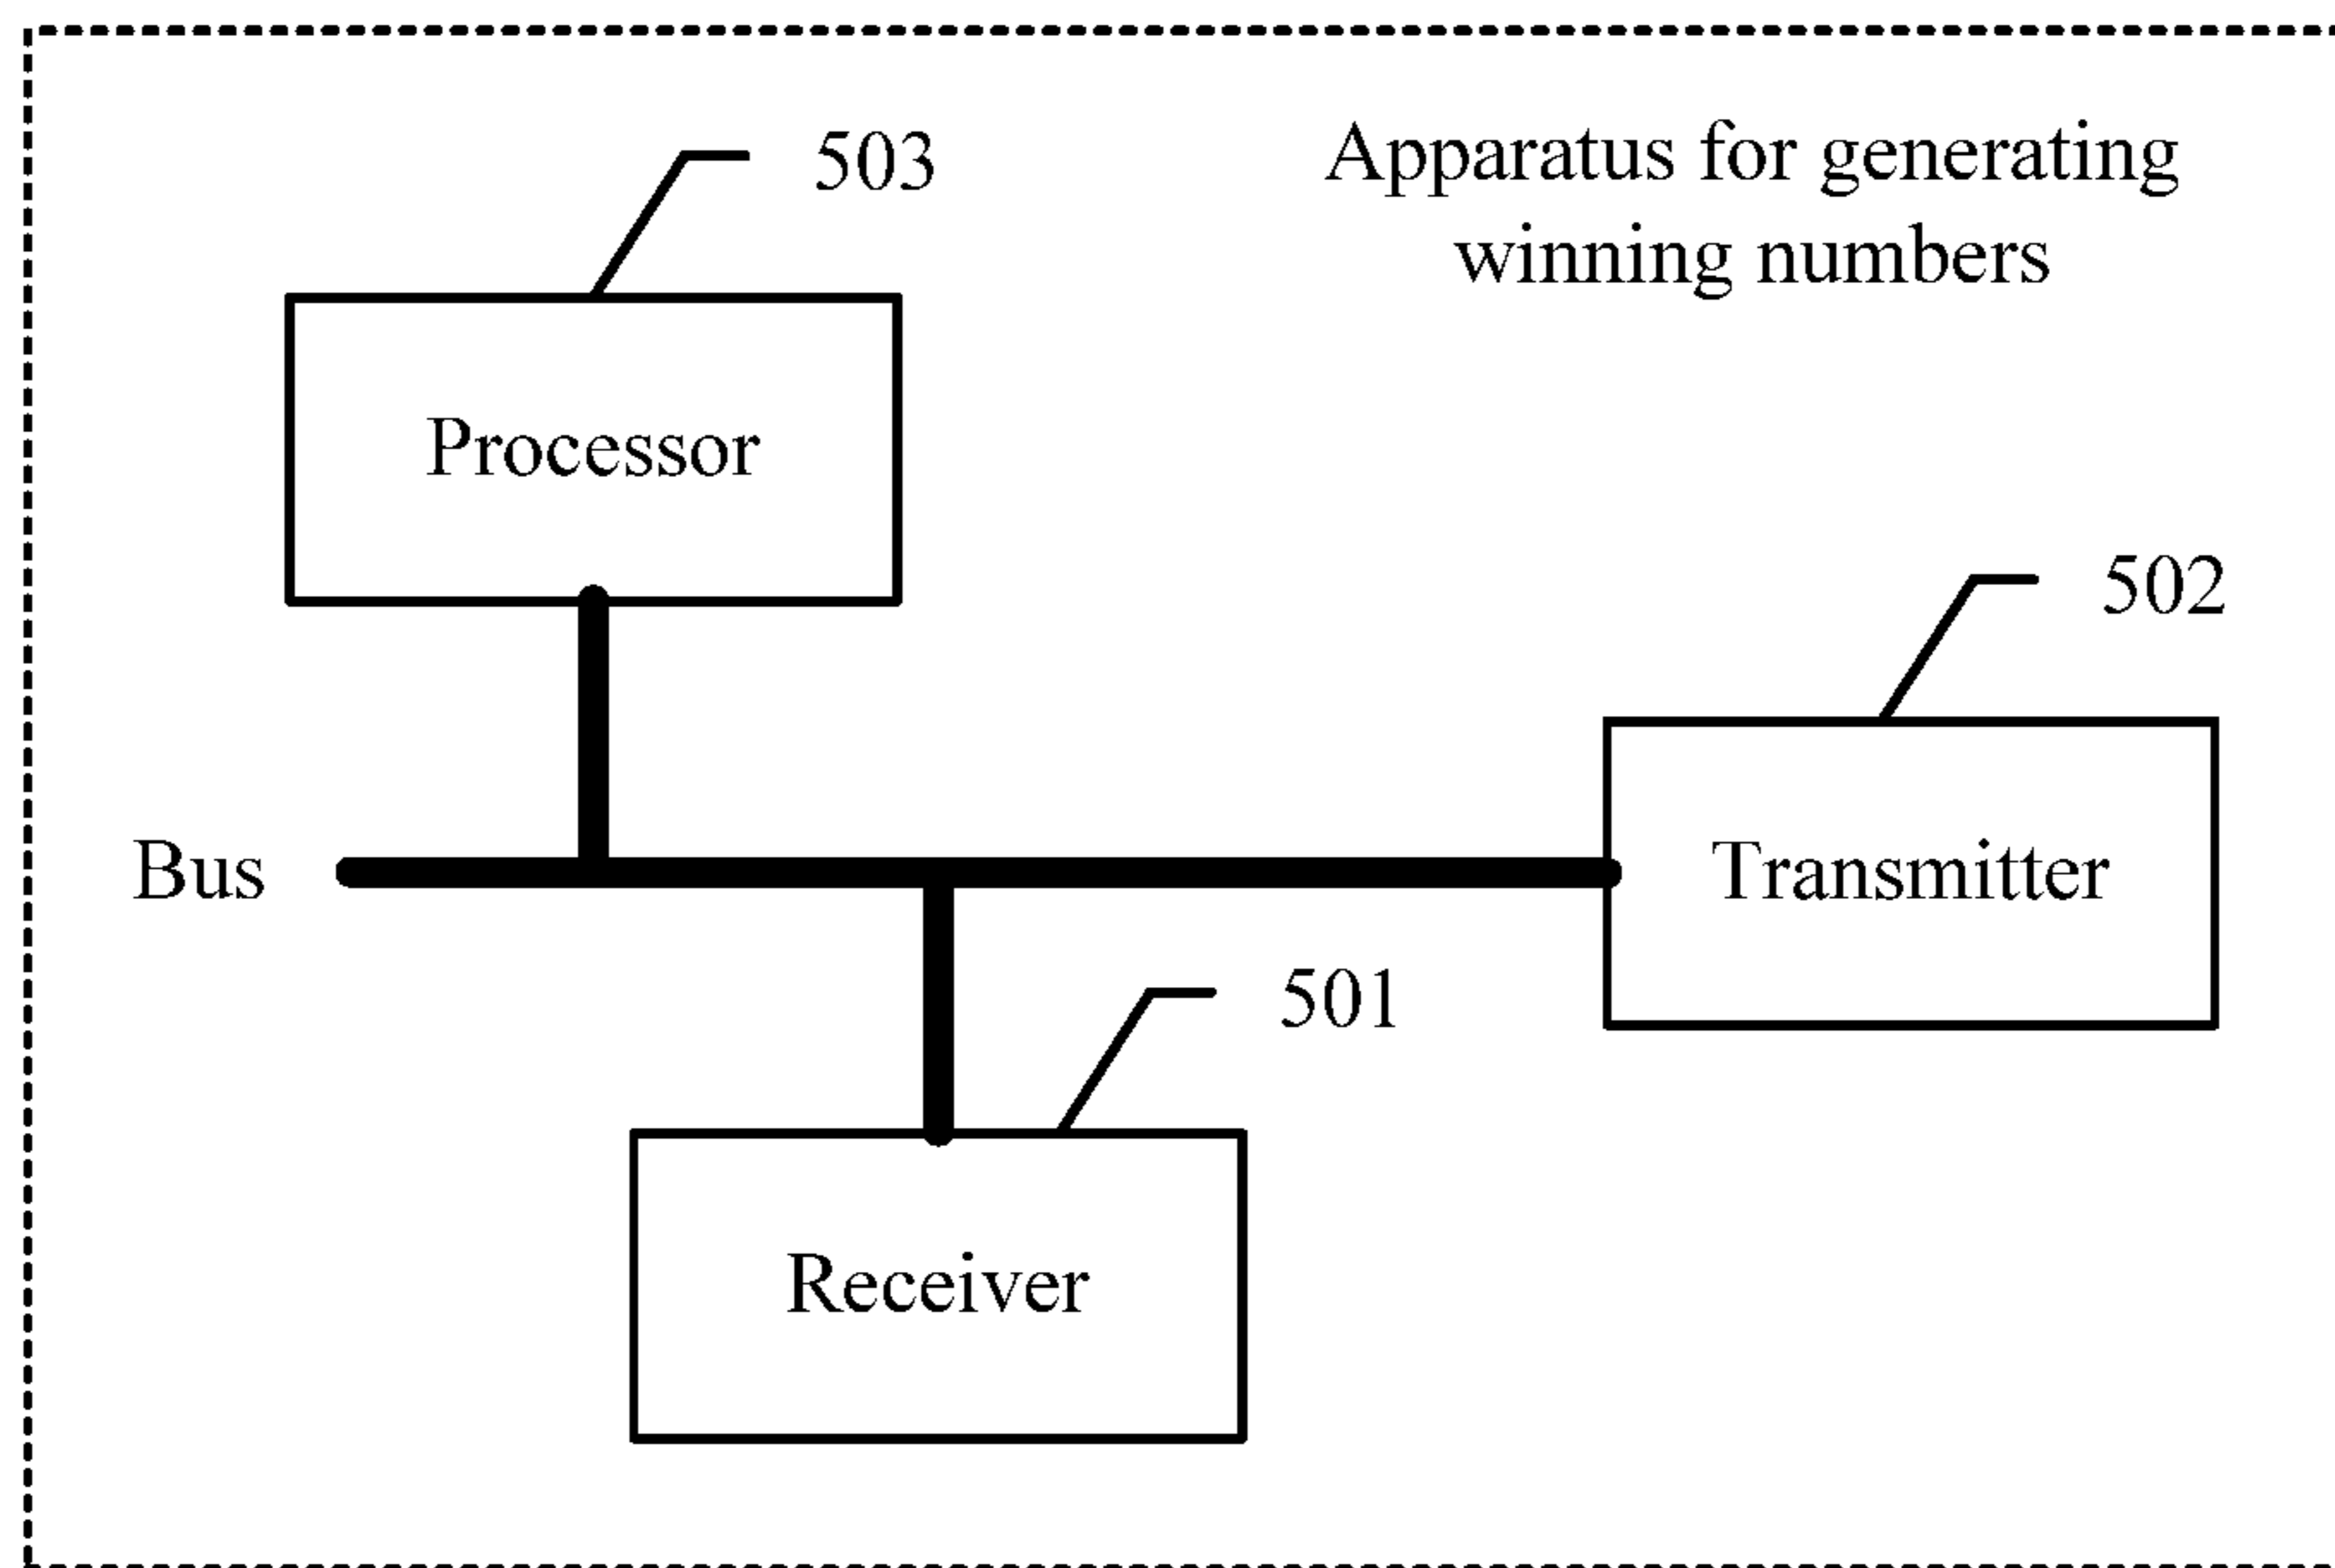 503
Apparatus for generating
winning numbers
Processor
502
Bus
Transmitter
501
Receiver